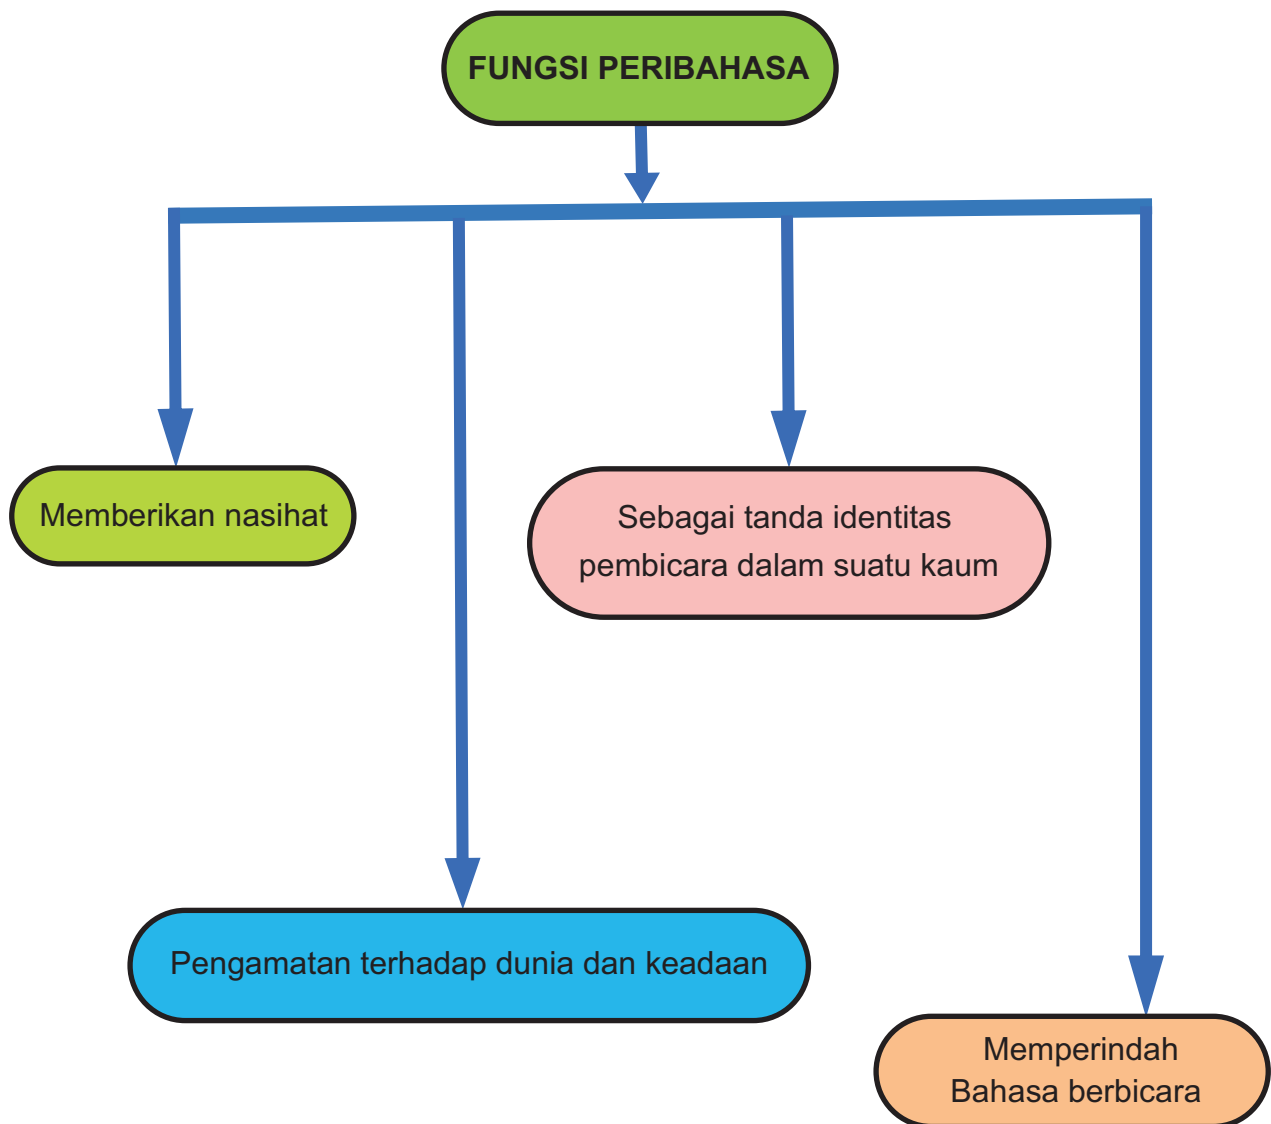 FUNGSI PERIBAHASA
Memberikan nasihat
Sebagai tanda identitas
pembicara dalam suatu kaum
Pengamatan terhadap dunia dan keadaan
Memperindah
Bahasa berbicara